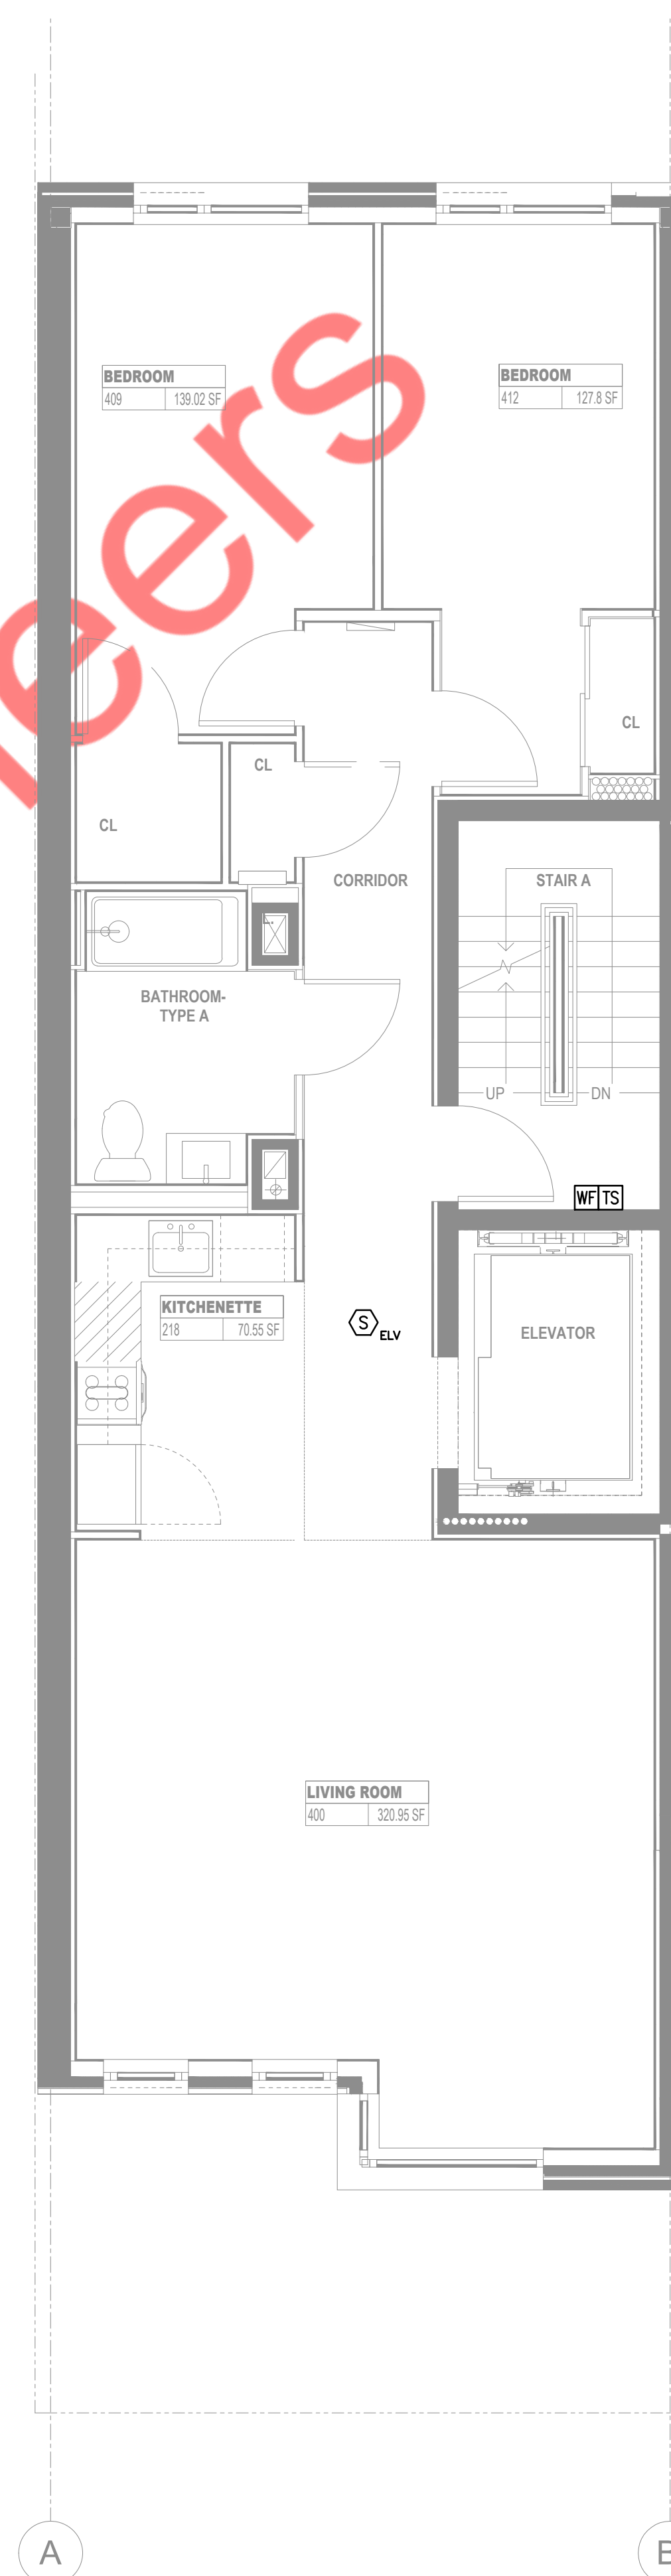 eers
BEDROOM
409 139.02 SF
BEDROOM
412 127.8 SF
CL
CL
CL
CORRIDOR
STAIR A
BATHROOM-
TYPE A
UP
DN
WF TS
KITCHENETTE
218 70.55 SF
S ELV
ELEVATOR
LIVING ROOM
400 320.95 SF
A